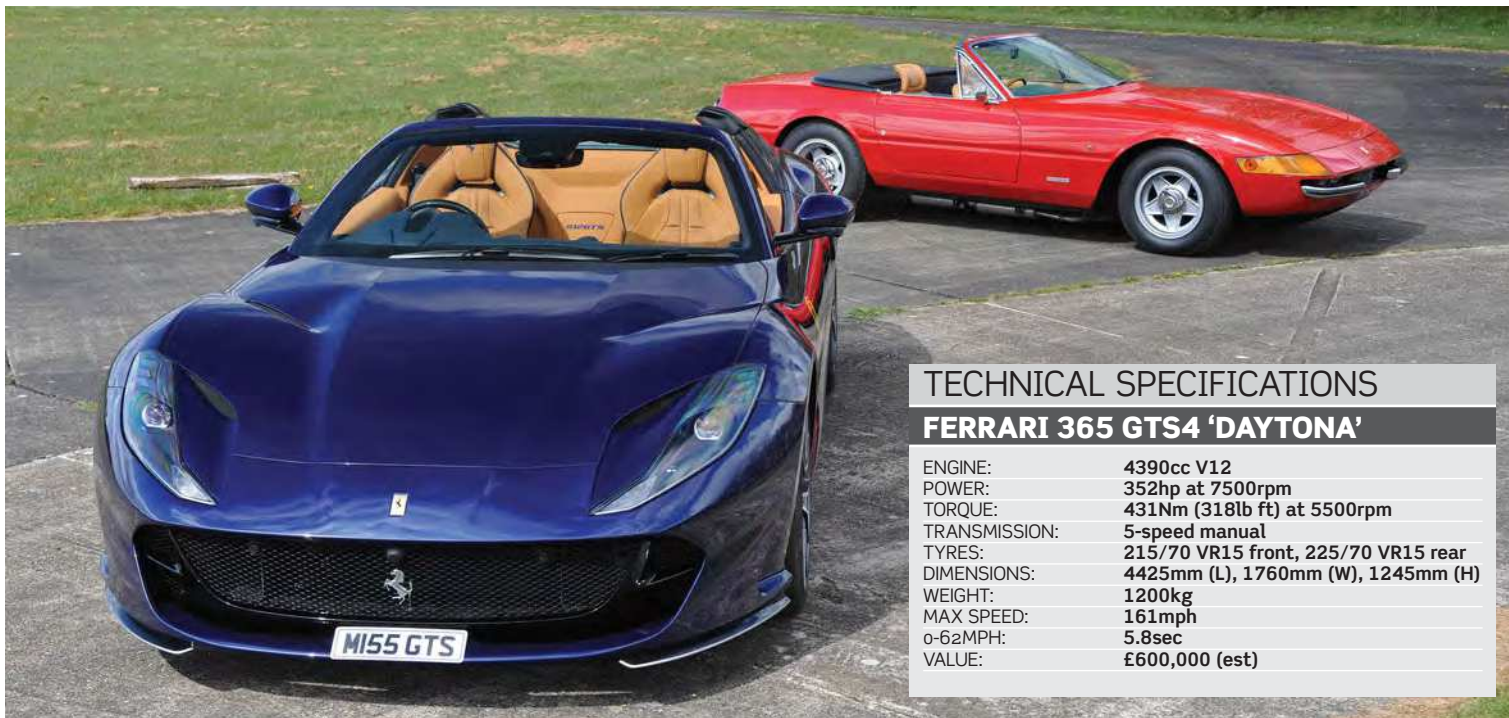 812GTS
M155 GTS
TECHNICAL SPECIFICATIONS
FERRARI 365 GTS4 ‘DAYTONA’
ENGINE: 4390cc V12
POWER: 352hp at 7500rpm
TORQUE: 431Nm (318lb ft) at 5500rpm
TRANSMISSION: 5-speed manual
TYRES: 215/70 VR15 front, 225/70 VR15 rear
DIMENSIONS: 4425mm (L), 1760mm (W), 1245mm (H)
WEIGHT: 1200kg
MAX SPEED: 161mph
0-62MPH: 5.8sec
VALUE: £600,000 (est)